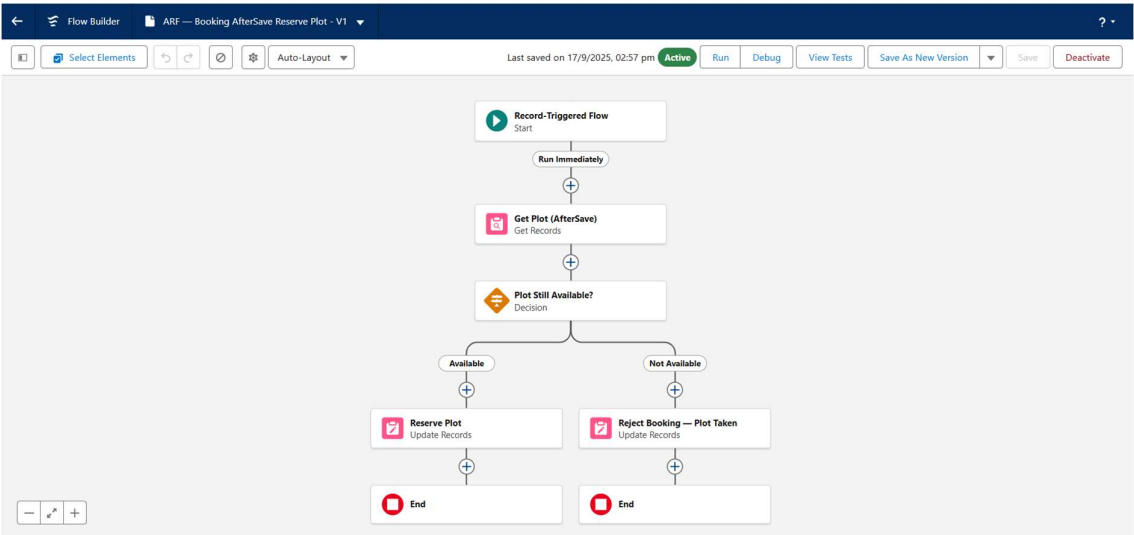 Flow Builder
ARF — Booking AfterSave Reserve Plot - V1
?
Select Elements
Auto-Layout
Last saved on 17/9/2025, 02:57 pm
Active
Run
Debug
View Tests
Save As New Version
Save
Deactivate
Record-Triggered Flow
Start
Run Immediately
Get Plot (AfterSave)
Get Records
Plot Still Available?
Decision
Available
Not Available
Reserve Plot
Update Records
Reject Booking — Plot Taken
Update Records
End
End